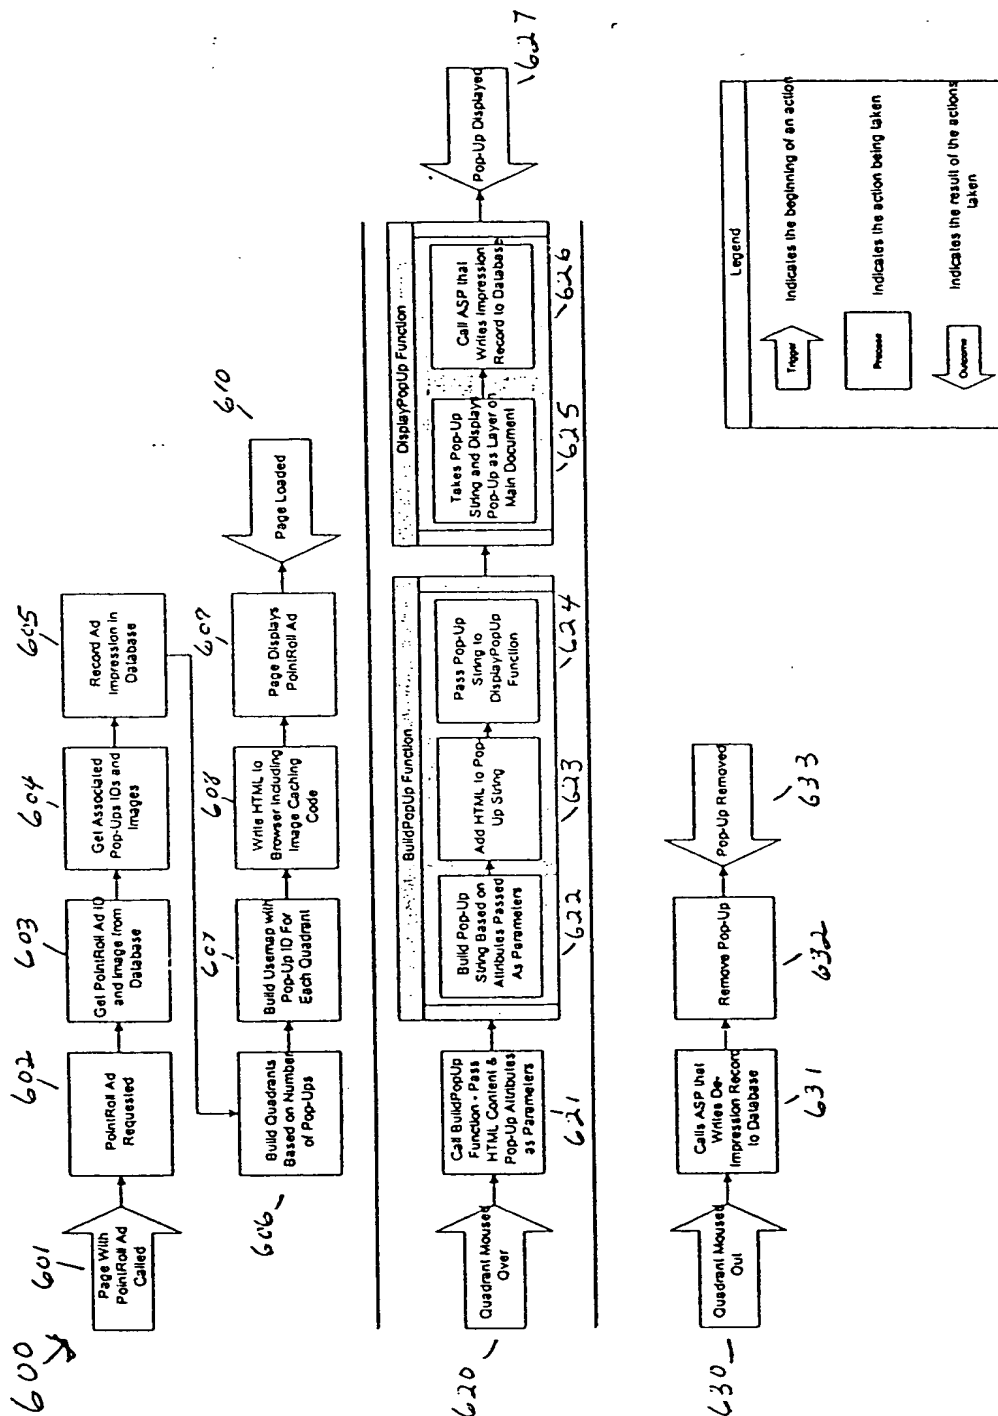 600
601
Page With
PointRoll Ad
Called
602
PointRoll Ad
Requested
603
Get PointRoll Ad ID
and Image from
Database
604
Get Associated
Pop-Ups IDs and
Images
605
Record Ad
Impression in
Database
606
Build Quadrants
Based on Number
of Pop-Ups
607
Build Usemap with
Pop-Up ID For
Each Quadrant
608
Write HTML to
Browser Including
Image Caching
Code
609
Page Displays
PointRoll Ad
610
Page Loaded
620
Quadrant Moused
Over
621
Call BuildPopUp
Function - Pass
HTML Content &
Pop-Up Attributes
as Parameters
BuildPopUp Function
622
Build Pop-Up
String Based on
Attributes Passed
As Parameters
623
Add HTML to Pop-
Up String
624
Pass Pop-Up
String to
DisplayPopUp
Function
DisplayPopUp Function
625
Takes Pop-Up
String and Displays
Pop-Up as Layer on
Main Document
626
Call ASP that
Writes Impression
Record to Database
627
Pop-Up Displayed
630
Quadrant Moused
Out
631
Calls ASP that
Writes De-
Impression Record
to Database
632
Remove Pop-Up
633
Pop-Up Removed
Legend
Trigger
Indicates the beginning of an action
Process
Indicates the action being taken
Outcome
Indicates the result of the actions
taken